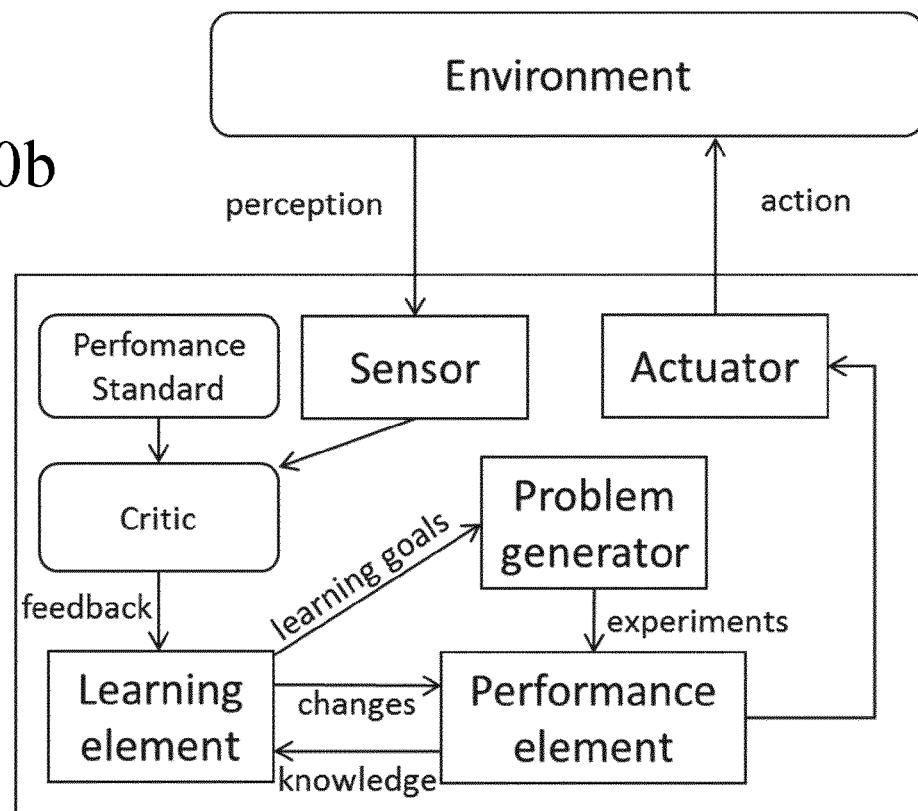 Environment
0b
perception
action
Perfomance
Standard
Sensor
Actuator
Critic
Problem
generator
learning goals
feedback
experiments
Learning
element
changes
Performance
element
knowledge